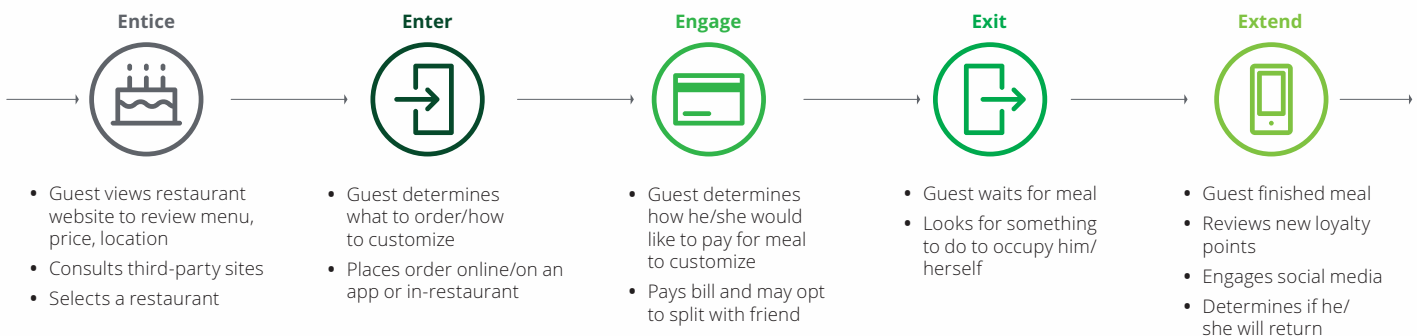 Entice
• Guest views restaurant
website to review menu,
price, location
• Consults third-party sites
• Selects a restaurant
Enter
• Guest determines
what to order/how
to customize
• Places order online/on an
app or in-restaurant
Engage
• Guest determines
how he/she would
like to pay for meal
to customize
• Pays bill and may opt
to split with friend
Exit
• Guest waits for meal
• Looks for something
to do to occupy him/
herself
Extend
• Guest finished meal
• Reviews new loyalty
points
• Engages social media
• Determines if he/
she will return